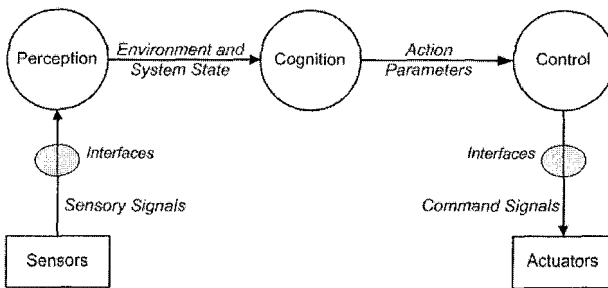 Perception
Environment and
System State
Cognition
Action
Parameters
Control
Interfaces
Sensory Signals
Sensors
Interfaces
Command Signals
Actuators